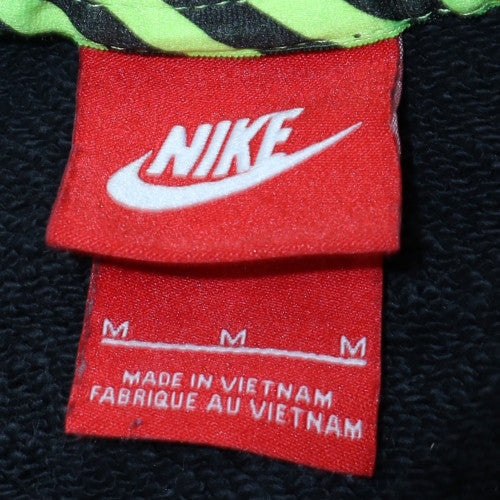 NIKE
M M M
MADE IN VIETNAM
FABRIQUE AU VIETNAM